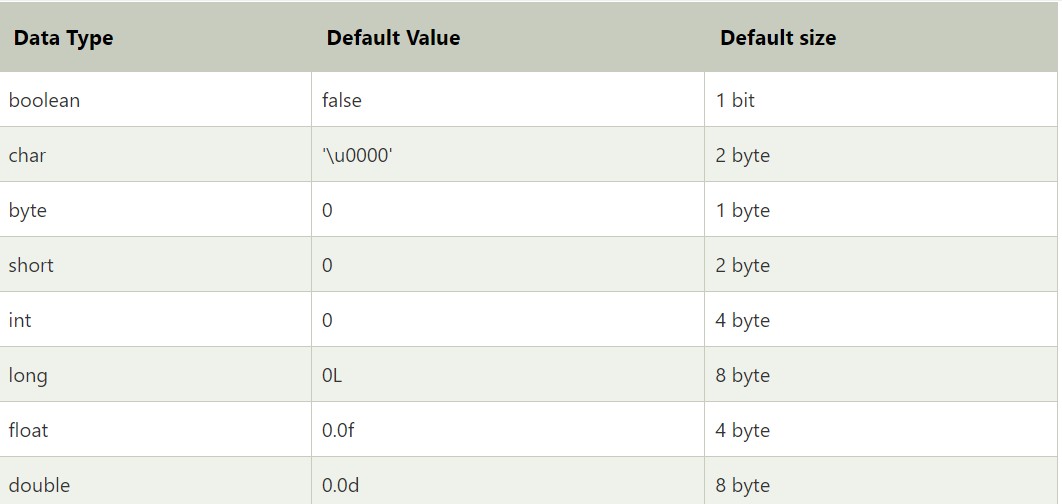 Data Type Default Value Default size
boolean false 1 bit
char '\u0000' 2 byte
byte 0 1 byte
short 0 2 byte
int 0 4 byte
long 0L 8 byte
float 0.0f 4 byte
double 0.0d 8 byte